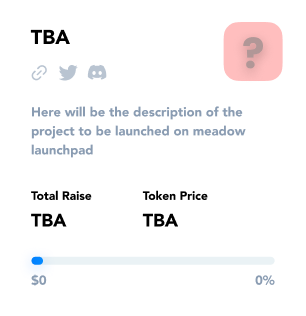 TBA
?
Here will be the description of the
project to be launched on meadow
launchpad
Total Raise Token Price
TBA TBA
$0 0%